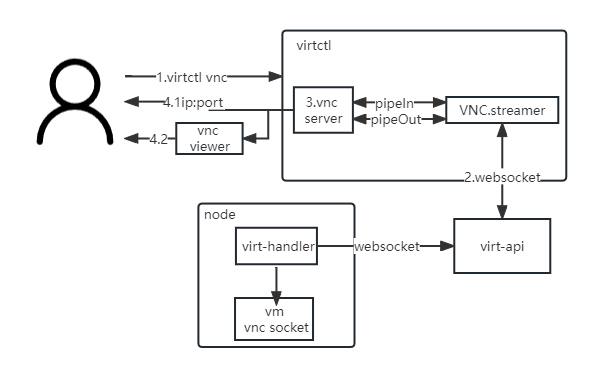 virtctl
1.virtctl vnc
4.1ip:port
3.vnc
server
pipeIn
pipeOut
VNC.streamer
4.2
vnc
viewer
2.websocket
node
virt-handler
websocket
virt-api
vm
vnc socket